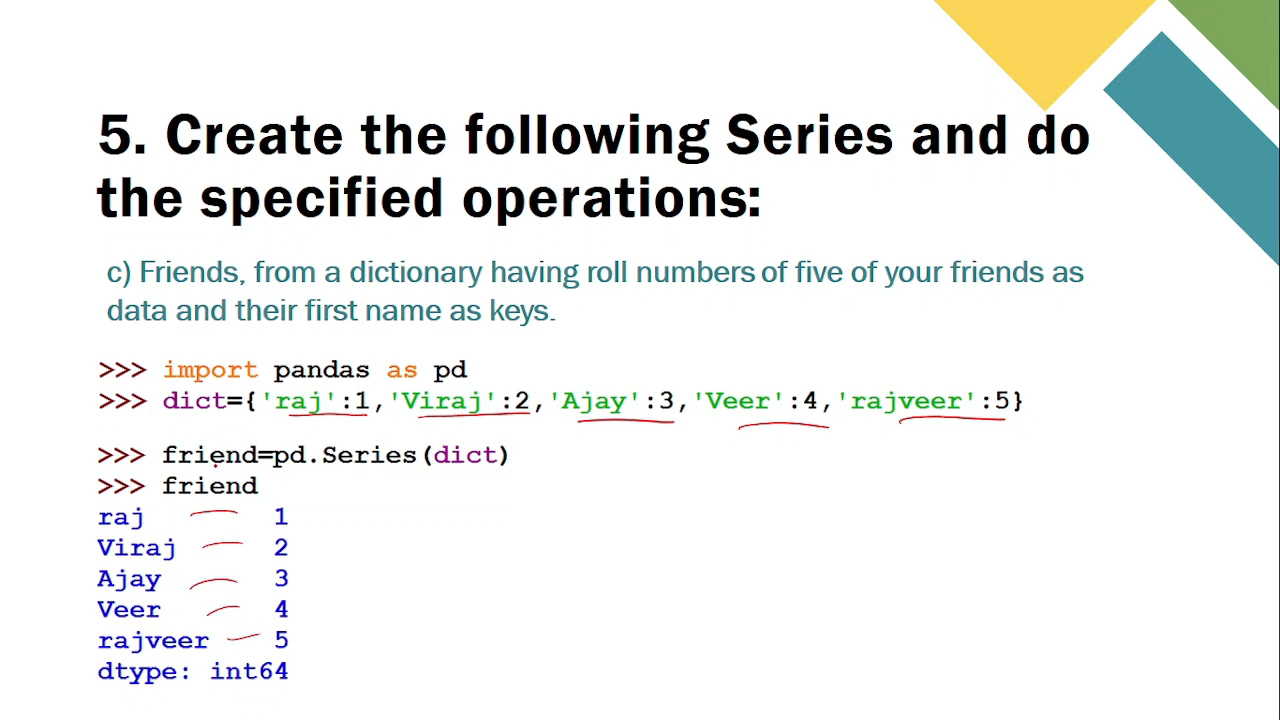 5. Create the following Series and do
the specified operations:
c) Friends, from a dictionary having roll numbers of five of your friends as
data and their first name as keys.
>>> import pandas as pd
>>> dict={'raj':1,'Viraj':2,'Ajay':3,'Veer':4,'rajveer':5}
>>> friend=pd.Series(dict)
>>> friend
raj 1
Viraj 2
Ajay 3
Veer 4
rajveer 5
dtype: int64